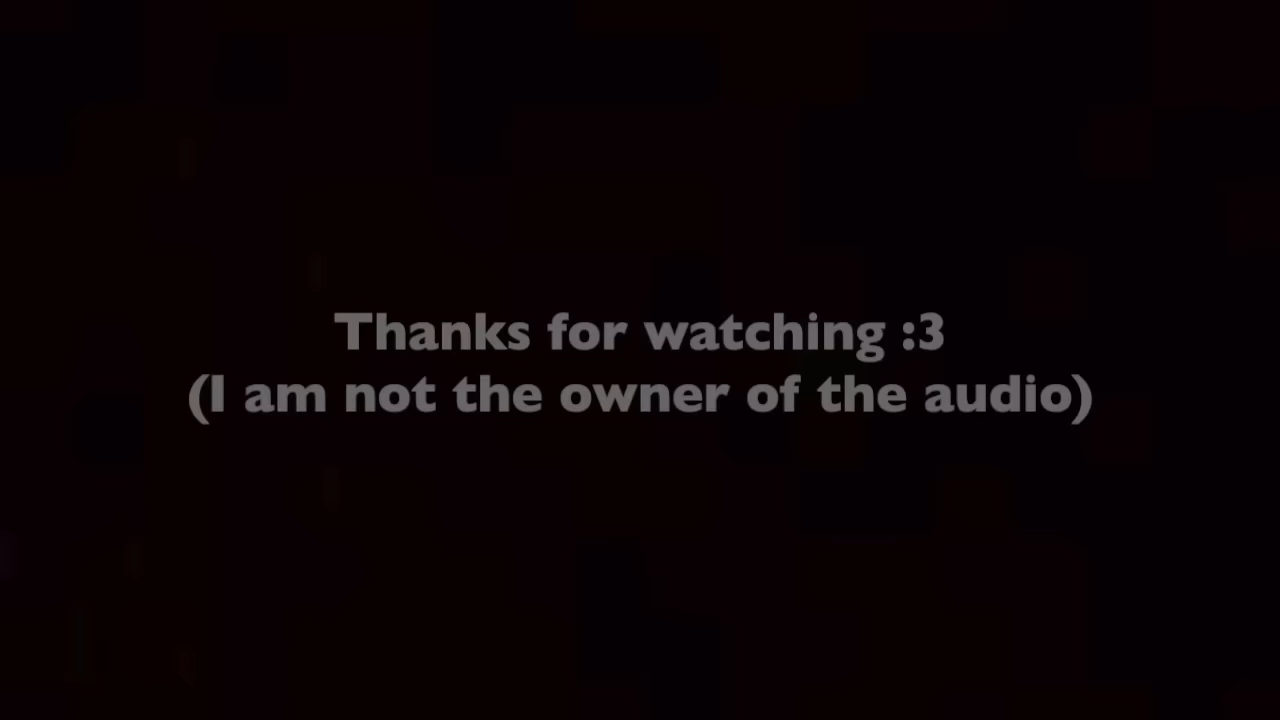 Thanks for watching :3
(I am not the owner of the audio)